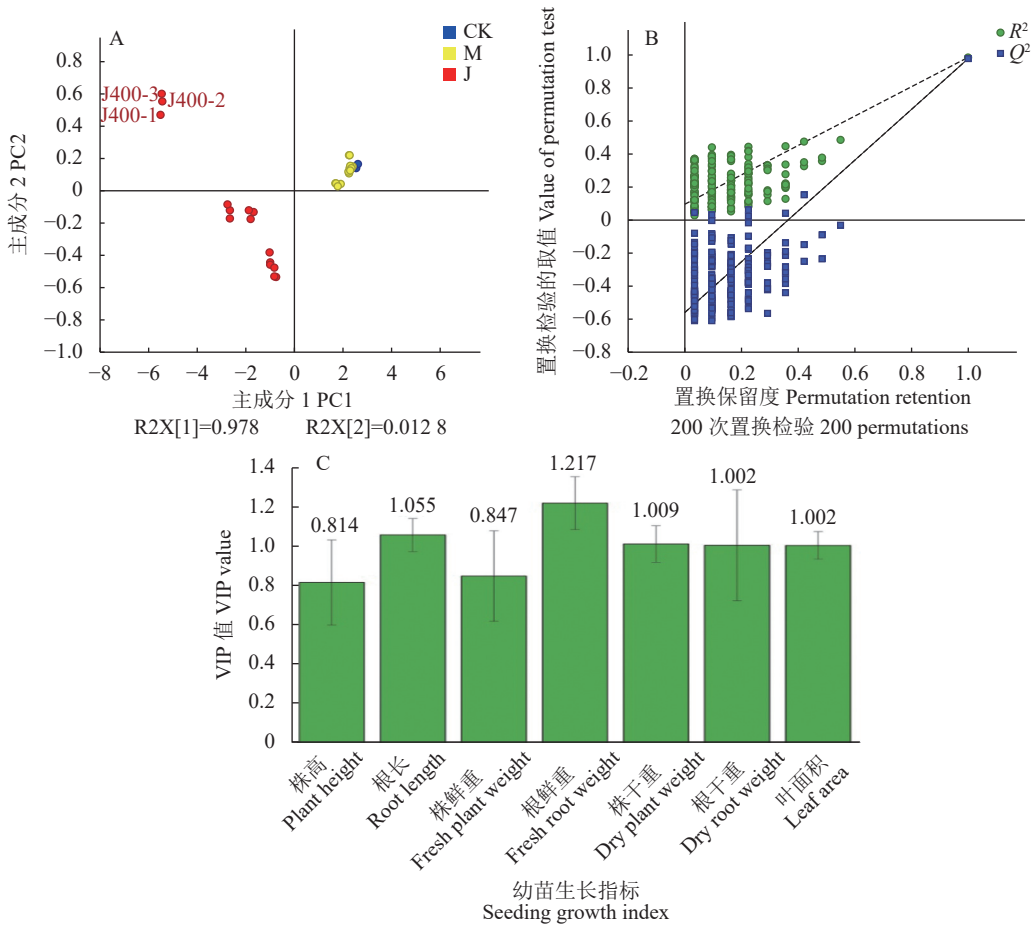 A
CK
M
J
主成分 2 PC2
0.8
0.6
0.4
0.2
0
−0.2
−0.4
−0.6
−0.8
−1.0
J400-3
J400-2
J400-1
−8
−6
−4
−2
0
2
4
6
主成分 1 PC1
R2X[1]=0.978
R2X[2]=0.012 8
B
R²
Q²
置换检验的取值 Value of permutation test
1.0
0.8
0.6
0.4
0.2
0
−0.2
−0.4
−0.6
−0.8
−0.2
0
0.2
0.4
0.6
0.8
1.0
置换保留度 Permutation retention
200 次置换检验 200 permutations
C
VIP 值 VIP value
1.4
1.2
1.0
0.8
0.6
0.4
0.2
0
0.814
1.055
0.847
1.217
1.009
1.002
1.002
株高
Plant height
根长
Root length
株鲜重
Fresh plant weight
根鲜重
Fresh root weight
株干重
Dry plant weight
根干重
Dry root weight
叶面积
Leaf area
幼苗生长指标
Seeding growth index